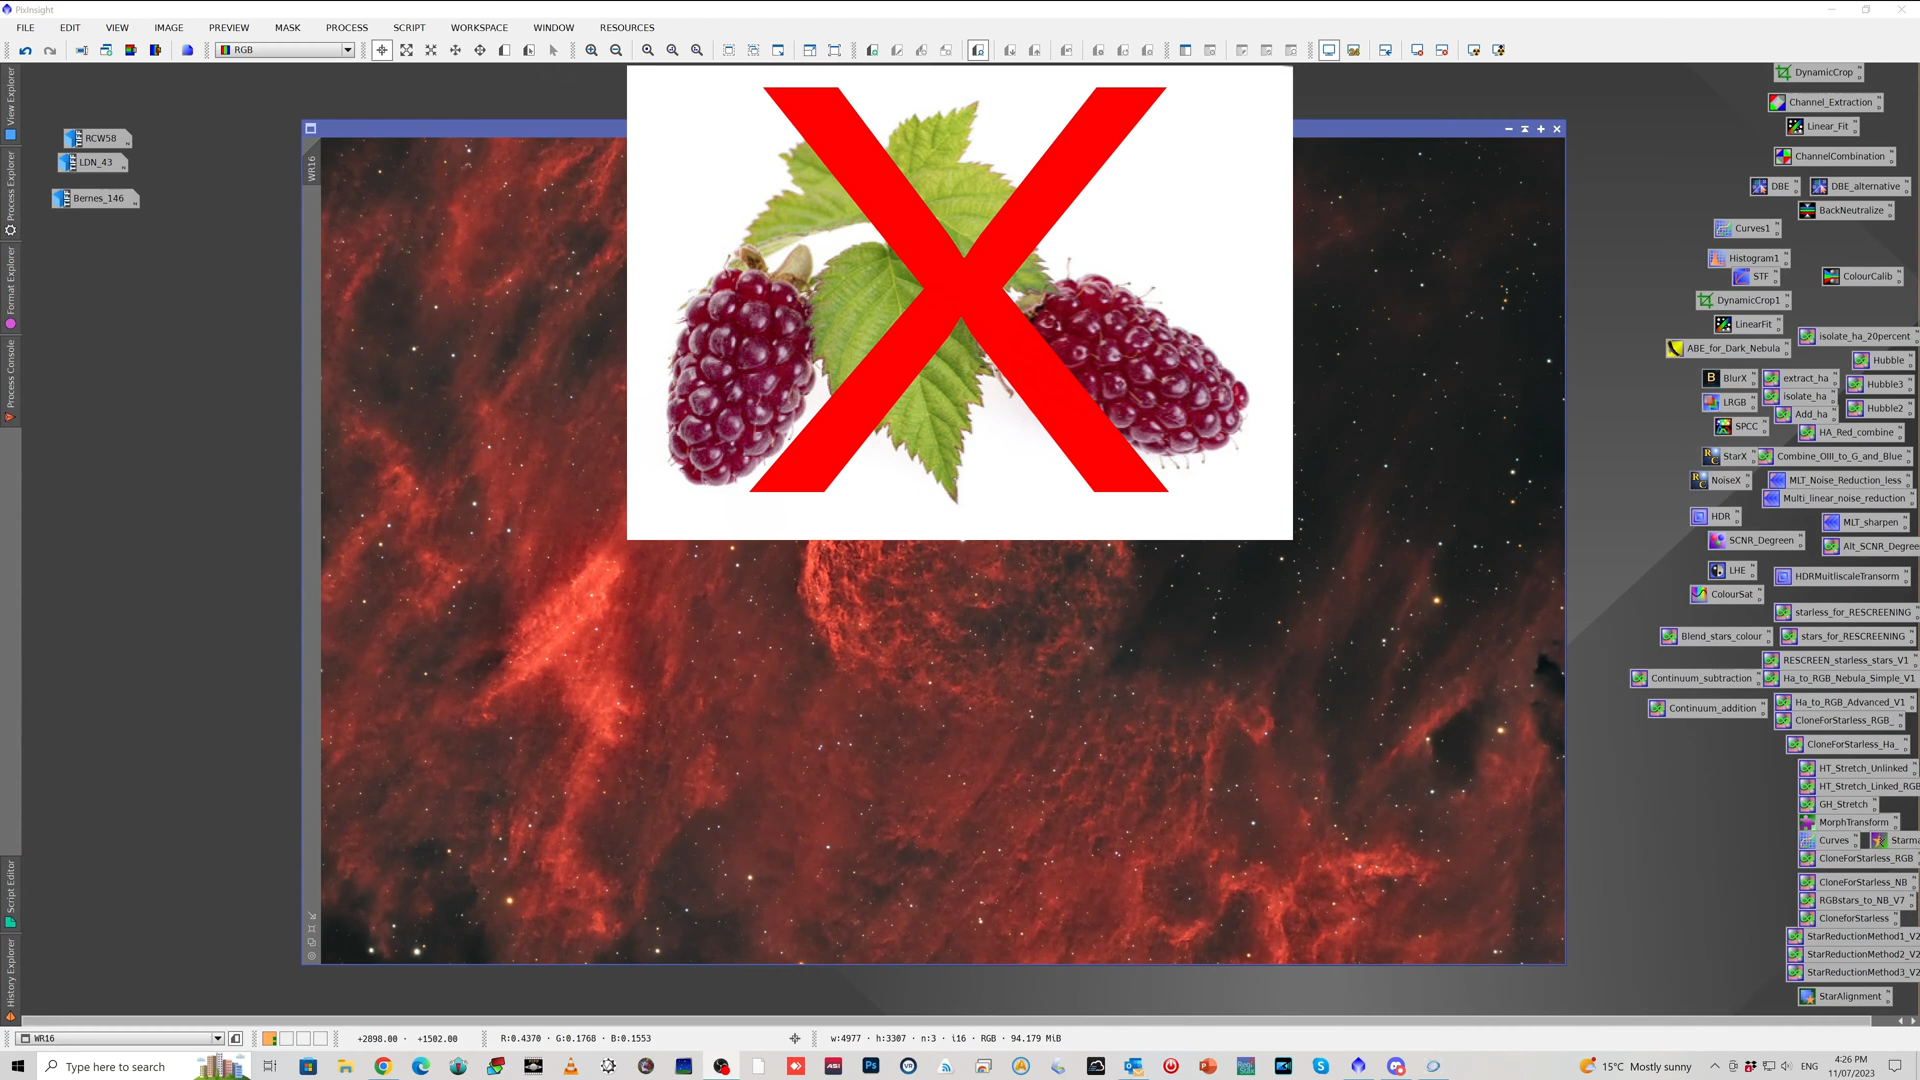 PixInsight
FILE EDIT VIEW IMAGE PREVIEW MASK PROCESS SCRIPT WORKSPACE WINDOW RESOURCES
RGB
View Explorer
Process Explorer
Format Explorer
Process Console
Script Editor
History Explorer
RCW58
LDN_43
Bernes_146
WR16
DynamicCrop
Channel_Extraction
Linear_Fit
ChannelCombination
DBE DBE_alternative
BackNeutralize
Curves1
Histogram1
STF ColourCalib
DynamicCrop1
LinearFit
isolate_ha_20percent
ABE_for_Dark_Nebula
Hubble
BlurX extract_ha Hubble3
isolate_ha
LRGB Hubble2
Add_ha
SPCC HA_Red_combine
StarX Combine_OIII_to_G_and_Blue
NoiseX MLT_Noise_Reduction_less
Multi_linear_noise_reduction
HDR MLT_sharpen
SCNR_Degreen Alt_SCNR_Degree
LHE HDRMuitliscaleTransorm
ColourSat
starless_for_RESCREENING
Blend_stars_colour stars_for_RESCREENING
RESCREEN_starless_stars_V1
Continuum_subtraction Ha_to_RGB_Nebula_Simple_V1
Continuum_addition Ha_to_RGB_Advanced_V1
CloneForStarless_RGB_
CloneForStarless_Ha_
HT_Stretch_Unlinked
HT_Stretch_Linked_RGB
GH_Stretch
MorphTransform
Curves Starma
CloneForStarless_RGB
CloneForStarless_NB
RGBstars_to_NB_V7
CloneforStarless
StarReductionMethod1_V2
StarReductionMethod2_V2
StarReductionMethod3_V2
StarAlignment
WR16 +2898.00 · +1502.00 R:0.4370 · G:0.1768 · B:0.1553 w:4977 · h:3307 · n:3 · i16 · RGB · 94.179 MiB
Type here to search
15°C Mostly sunny
ENG
4:26 PM
11/07/2023